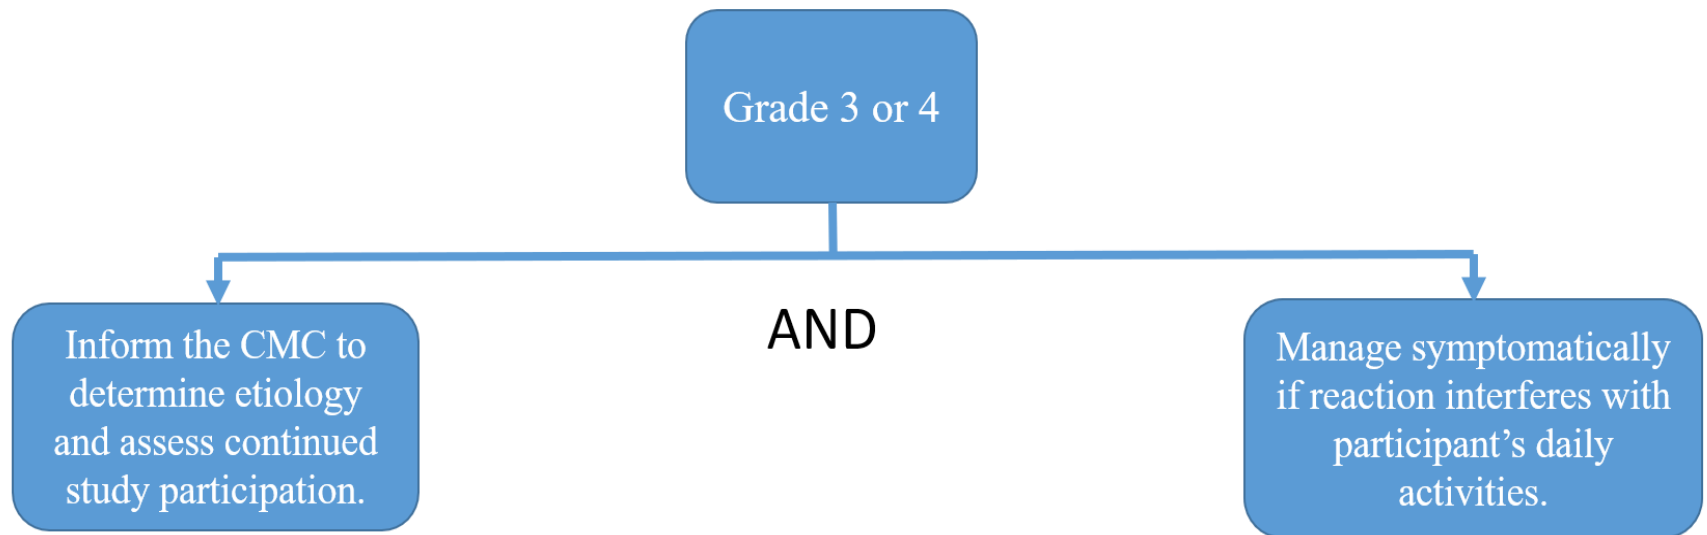 Grade 3 or 4
Inform the CMC to
determine etiology
and assess continued
study participation.
AND
Manage symptomatically
if reaction interferes with
participant’s daily
activities.